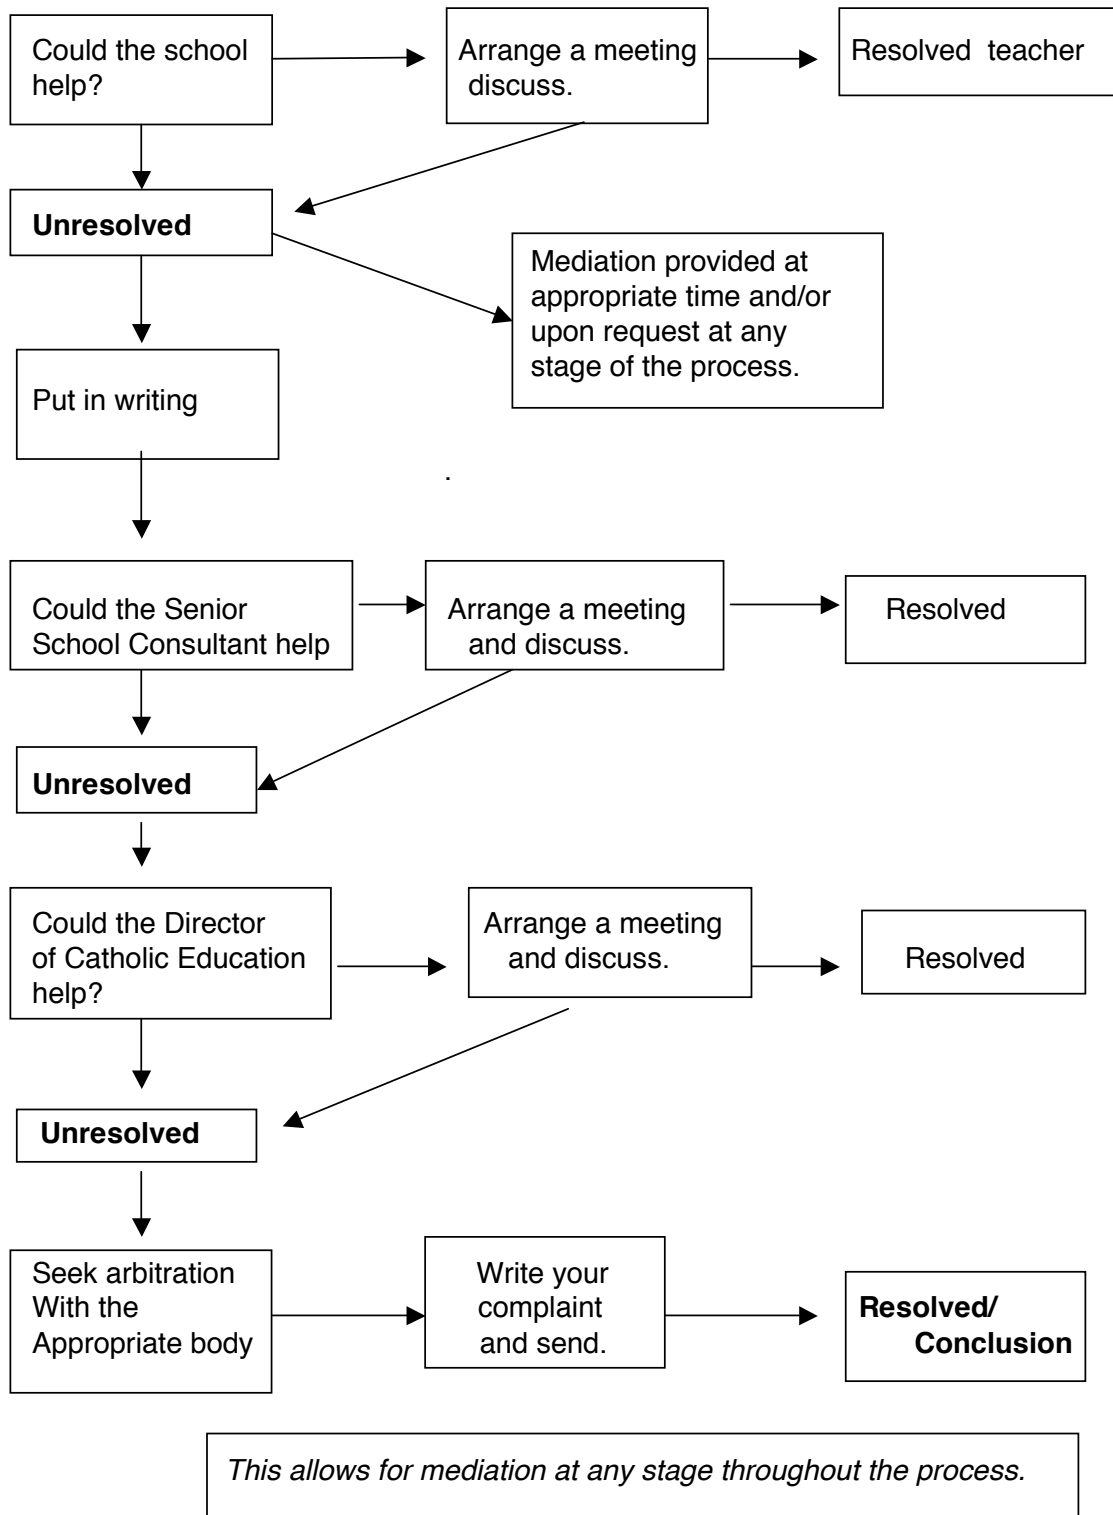 Could the school
help?
Arrange a meeting
discuss.
Resolved  teacher
Unresolved
Mediation provided at
appropriate time and/or
upon request at any
stage of the process.
Put in writing
.
Could the Senior
School Consultant help
Arrange a meeting
and discuss.
Resolved
Unresolved
Could the Director
of Catholic Education
help?
Arrange a meeting
and discuss.
Resolved
Unresolved
Seek arbitration
With the
Appropriate body
Write your
complaint
and send.
Resolved/
Conclusion
This allows for mediation at any stage throughout the process.